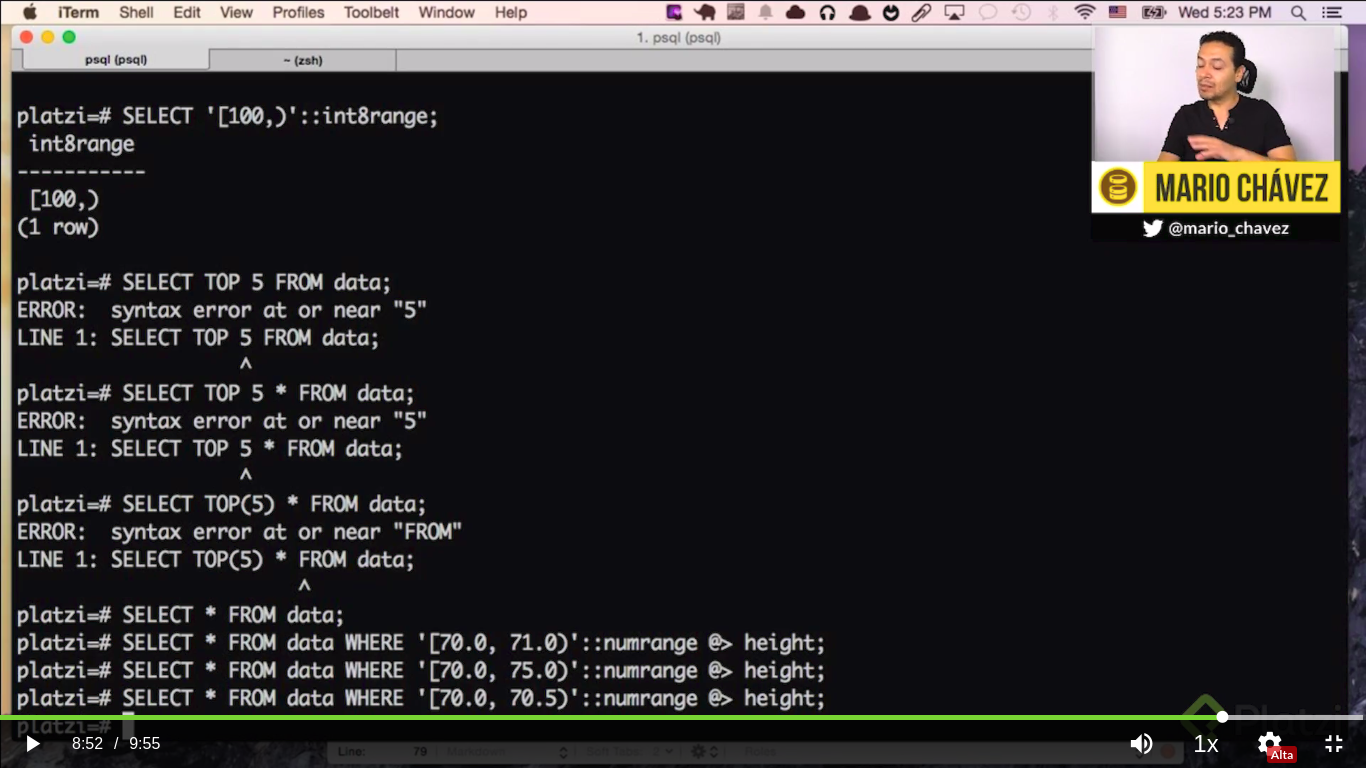 iTerm Shell Edit View Profiles Toolbelt Window Help Wed 5:23 PM
1. psql (psql)
psql (psql) ~ (zsh)
platzi=# SELECT '[100,)'::int8range;
int8range
-----------
[100,)
(1 row)
platzi=# SELECT TOP 5 FROM data;
ERROR:  syntax error at or near "5"
LINE 1: SELECT TOP 5 FROM data;
^
platzi=# SELECT TOP 5 * FROM data;
ERROR:  syntax error at or near "5"
LINE 1: SELECT TOP 5 * FROM data;
^
platzi=# SELECT TOP(5) * FROM data;
ERROR:  syntax error at or near "FROM"
LINE 1: SELECT TOP(5) * FROM data;
^
platzi=# SELECT * FROM data;
platzi=# SELECT * FROM data WHERE '[70.0, 71.0)'::numrange @> height;
platzi=# SELECT * FROM data WHERE '[70.0, 75.0)'::numrange @> height;
platzi=# SELECT * FROM data WHERE '[70.0, 70.5)'::numrange @> height;
platzi=#
MARIO CHÁVEZ
@mario_chavez
Platzi
Line: 79 Markdown Soft Tabs: 2
8:52 / 9:55
1x
Alta